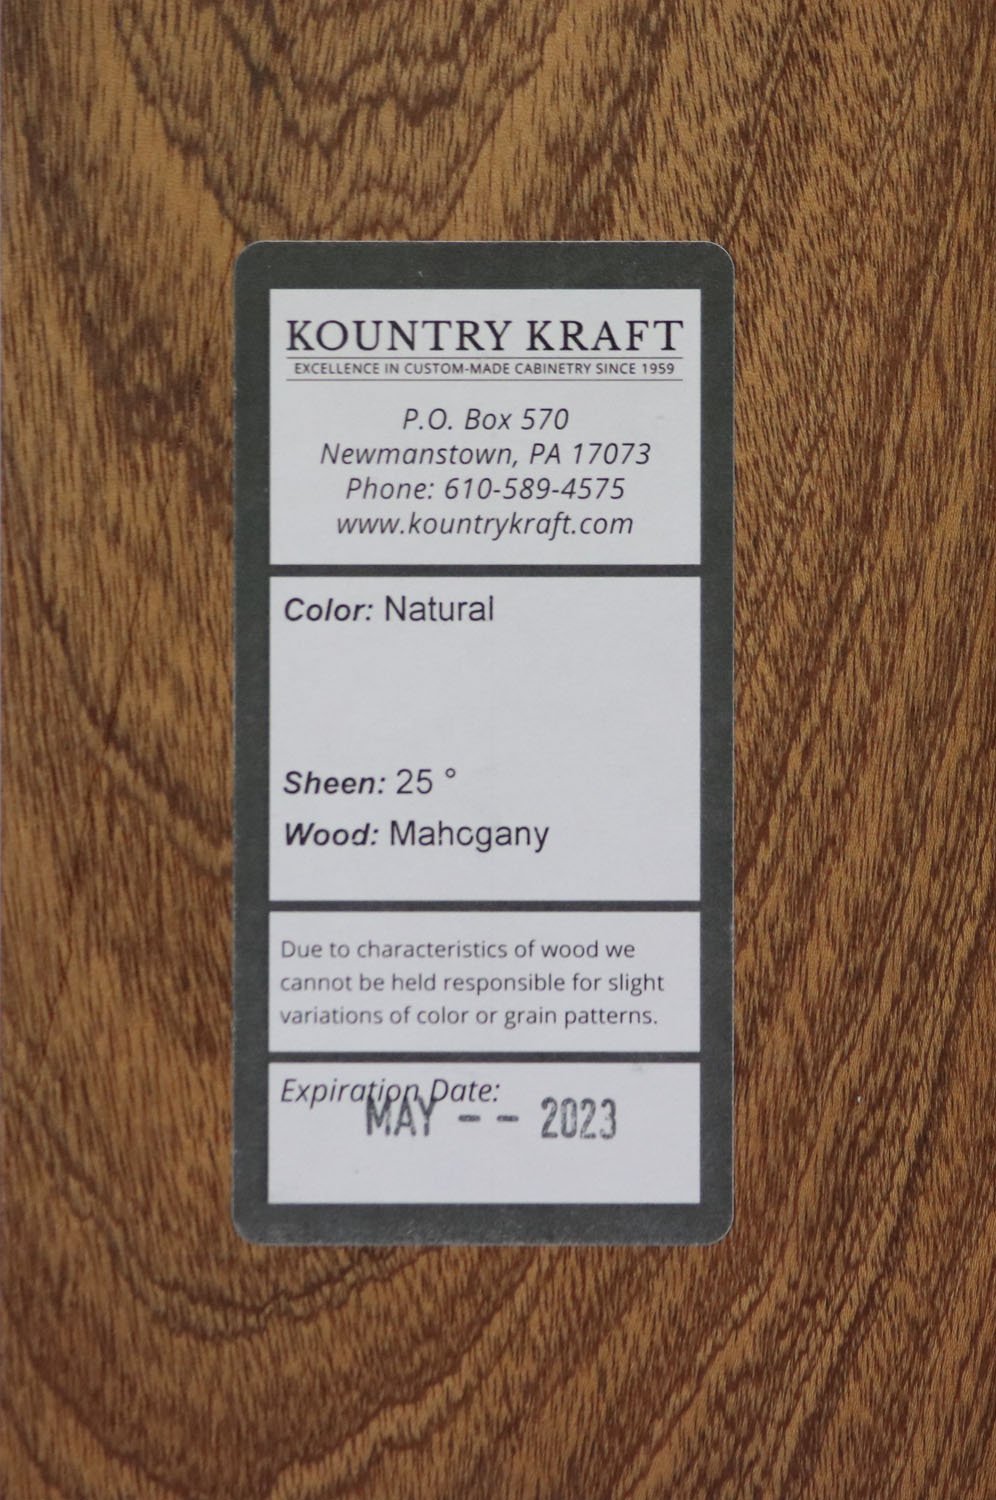 KOUNTRY KRAFT
EXCELLENCE IN CUSTOM-MADE CABINETRY SINCE 1959
P.O. Box 570
Newmanstown, PA 17073
Phone: 610-589-4575
www.kountrykraft.com
Color: Natural
Sheen: 25 °
Wood: Mahogany
Due to characteristics of wood we
cannot be held responsible for slight
variations of color or grain patterns.
Expiration Date:
MAY -- 2023